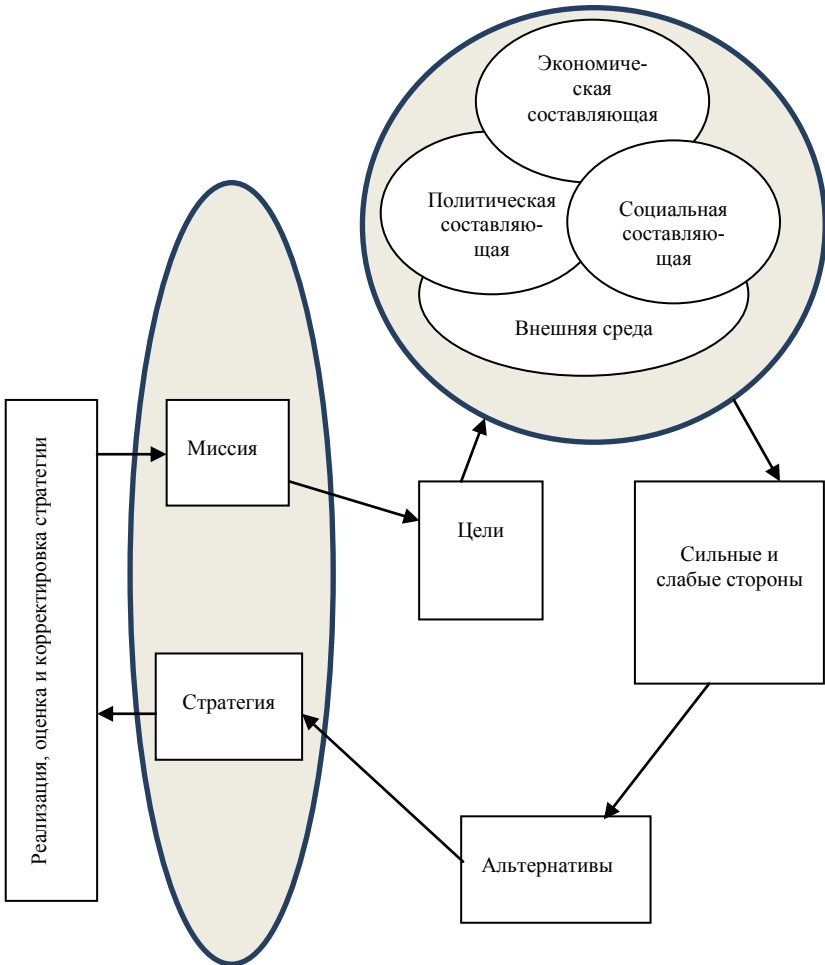 Экономиче-
ская
составляющая
Политическая
составляю-
щая
Социальная
составляю-
щая
Внешняя среда
Реализация, оценка и корректировка стратегии
Миссия
Цели
Сильные и
слабые стороны
Стратегия
Альтернативы